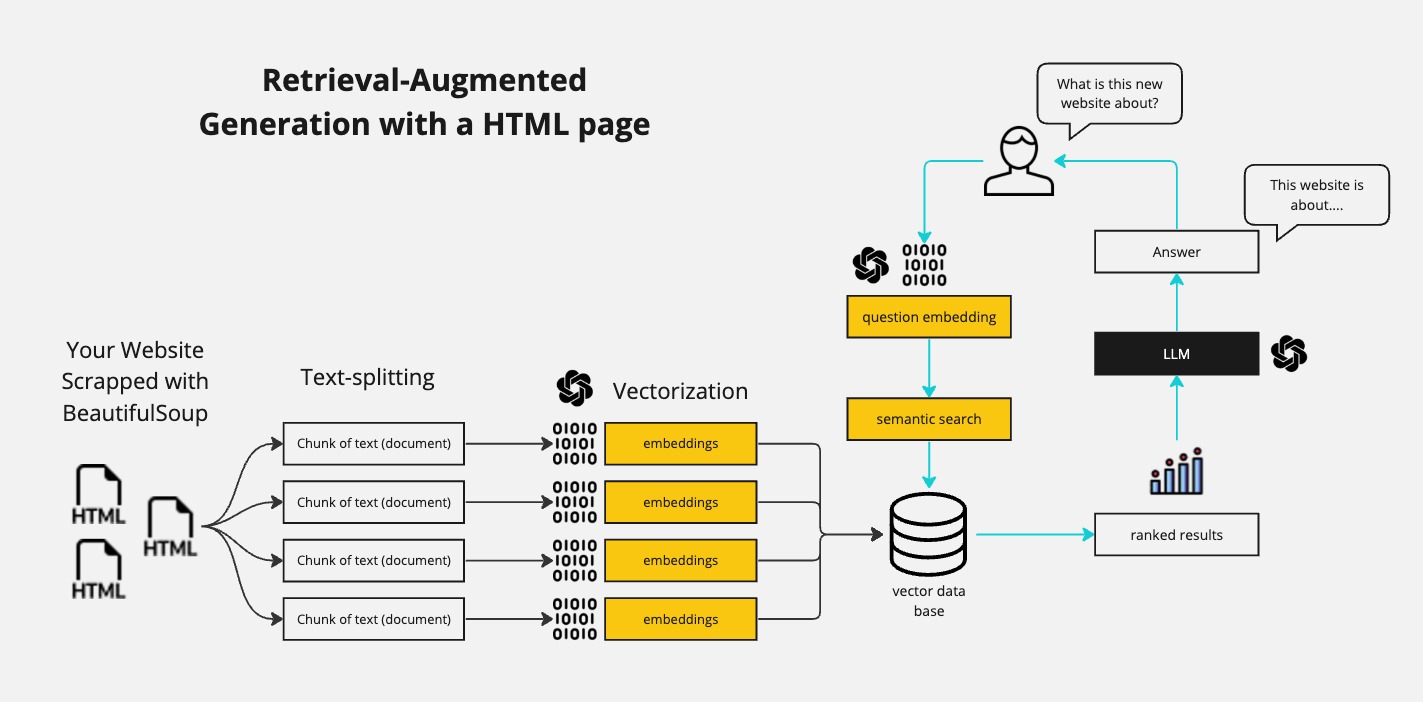 Retrieval-Augmented
Generation with a HTML page
What is this new
website about?
This website is
about....
Answer
01010
10101
01010
question embedding
LLM
semantic search
Your Website
Scrapped with
BeautifulSoup
Text-splitting
Vectorization
HTML
HTML
HTML
Chunk of text (document)
01010
10101
01010
embeddings
Chunk of text (document)
01010
10101
01010
embeddings
Chunk of text (document)
01010
10101
01010
embeddings
Chunk of text (document)
01010
10101
01010
embeddings
vector data
base
ranked results